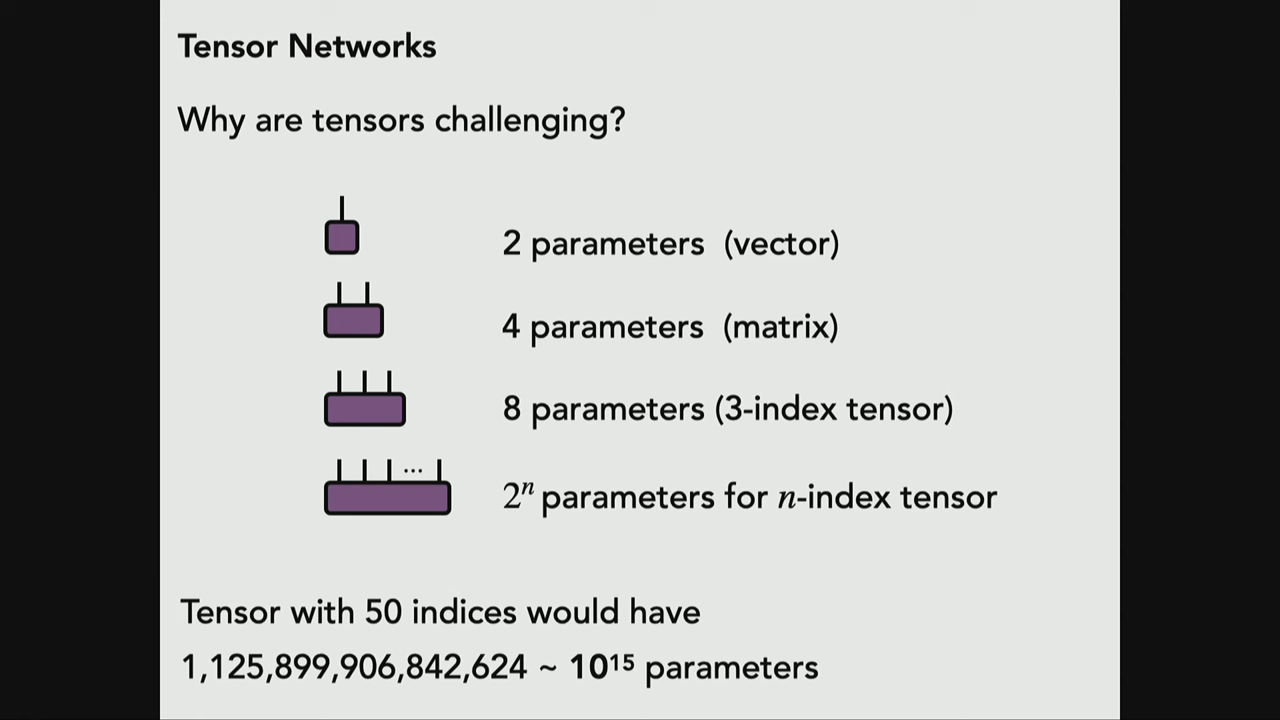 Tensor Networks
Why are tensors challenging?
2 parameters (vector)
4 parameters (matrix)
8 parameters (3-index tensor)
...
2ⁿ parameters for n-index tensor
Tensor with 50 indices would have
1,125,899,906,842,624 ~ 10¹⁵ parameters